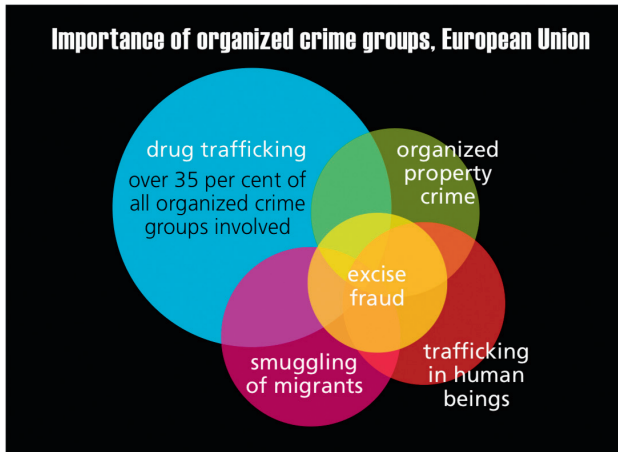 Importance of organized crime groups, European Union
drug trafficking
over 35 per cent of
all organized crime
groups involved
organized
property
crime
excise
fraud
smuggling
of migrants
trafficking
in human
beings